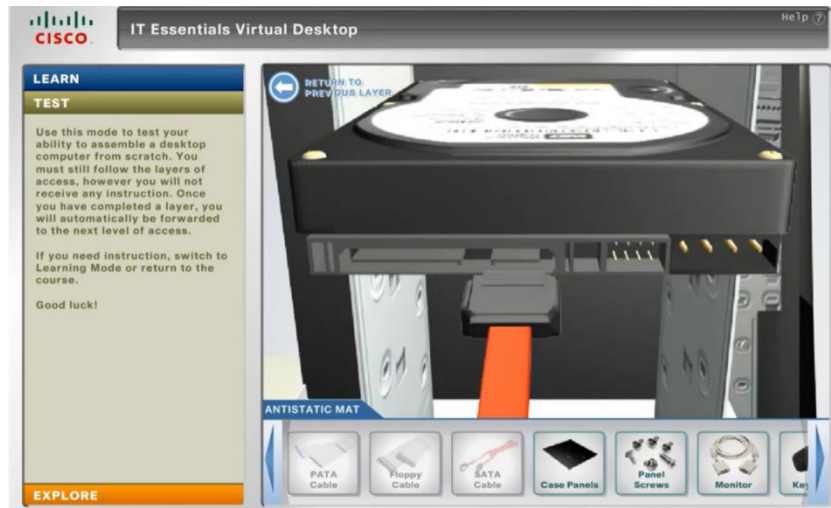 CISCO
IT Essentials Virtual Desktop
Help ?
LEARN
TEST
Use this mode to test your
ability to assemble a desktop
computer from scratch. You
must still follow the layers of
access, however you will not
receive any instruction. Once
you have completed a layer, you
will automatically be forwarded
to the next level of access.
If you need instruction, switch to
Learning Mode or return to the
course.
Good luck!
EXPLORE
RETURN TO
PREVIOUS LAYER
ANTISTATIC MAT
PATA
Cable
Floppy
Cable
SATA
Cable
Case Panels
Panel
Screws
Monitor